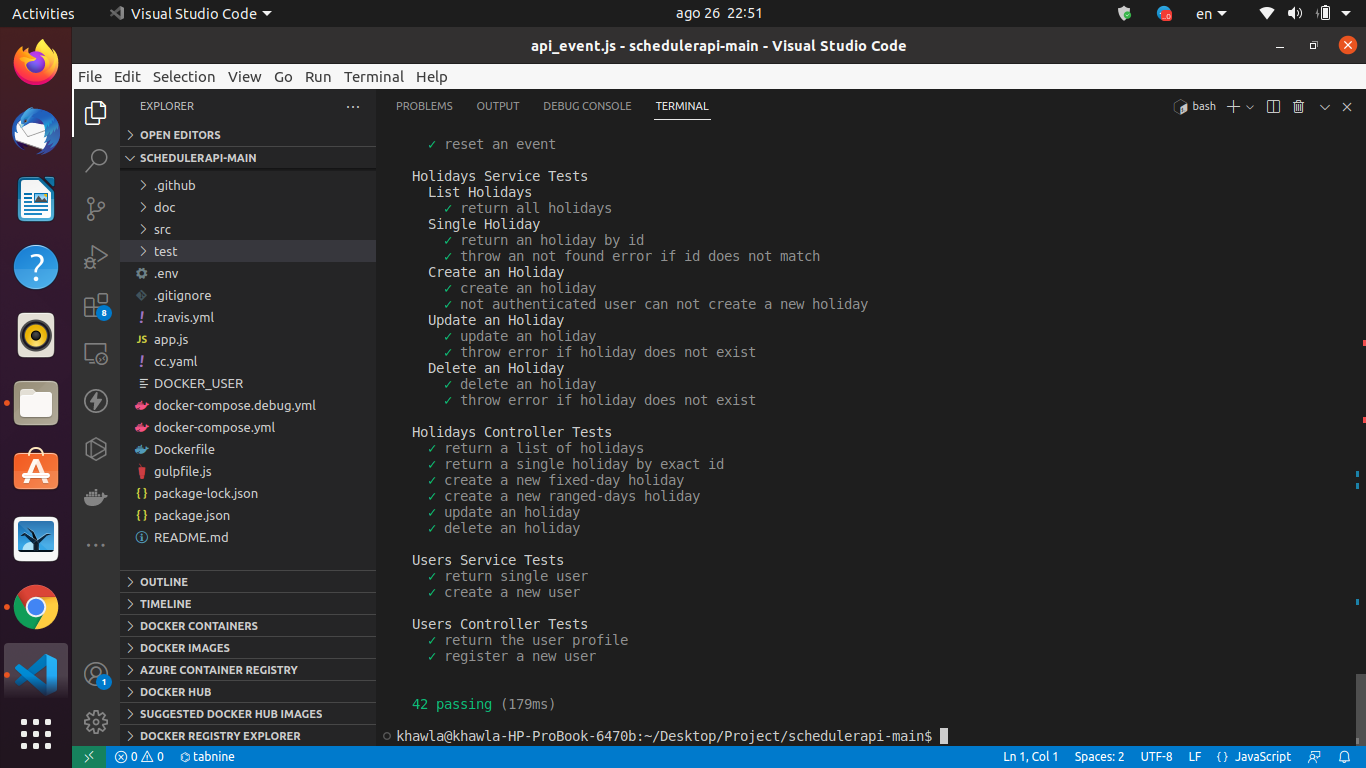 Activities
Visual Studio Code
ago 26 22:51
en
api_event.js - schedulerapi-main - Visual Studio Code
File Edit Selection View Go Run Terminal Help
EXPLORER
OPEN EDITORS
SCHEDULERAPI-MAIN
.github
doc
src
test
.env
.gitignore
! .travis.yml
JS app.js
! cc.yaml
DOCKER_USER
docker-compose.debug.yml
docker-compose.yml
Dockerfile
gulpfile.js
{} package-lock.json
{} package.json
README.md
OUTLINE
TIMELINE
DOCKER CONTAINERS
DOCKER IMAGES
AZURE CONTAINER REGISTRY
DOCKER HUB
SUGGESTED DOCKER HUB IMAGES
DOCKER REGISTRY EXPLORER
8
1
PROBLEMS OUTPUT DEBUG CONSOLE TERMINAL
bash
✓ reset an event
Holidays Service Tests
List Holidays
✓ return all holidays
Single Holiday
✓ return an holiday by id
✓ throw an not found error if id does not match
Create an Holiday
✓ create an holiday
✓ not authenticated user can not create a new holiday
Update an Holiday
✓ update an holiday
✓ throw error if holiday does not exist
Delete an Holiday
✓ delete an holiday
✓ throw error if holiday does not exist
Holidays Controller Tests
✓ return a list of holidays
✓ return a single holiday by exact id
✓ create a new fixed-day holiday
✓ create a new ranged-days holiday
✓ update an holiday
✓ delete an holiday
Users Service Tests
✓ return single user
✓ create a new user
Users Controller Tests
✓ return the user profile
✓ register a new user
42 passing (179ms)
khawla@khawla-HP-ProBook-6470b:~/Desktop/Project/schedulerapi-main$
0 0 tabnine
Ln 1, Col 1 Spaces: 2 UTF-8 LF {} JavaScript